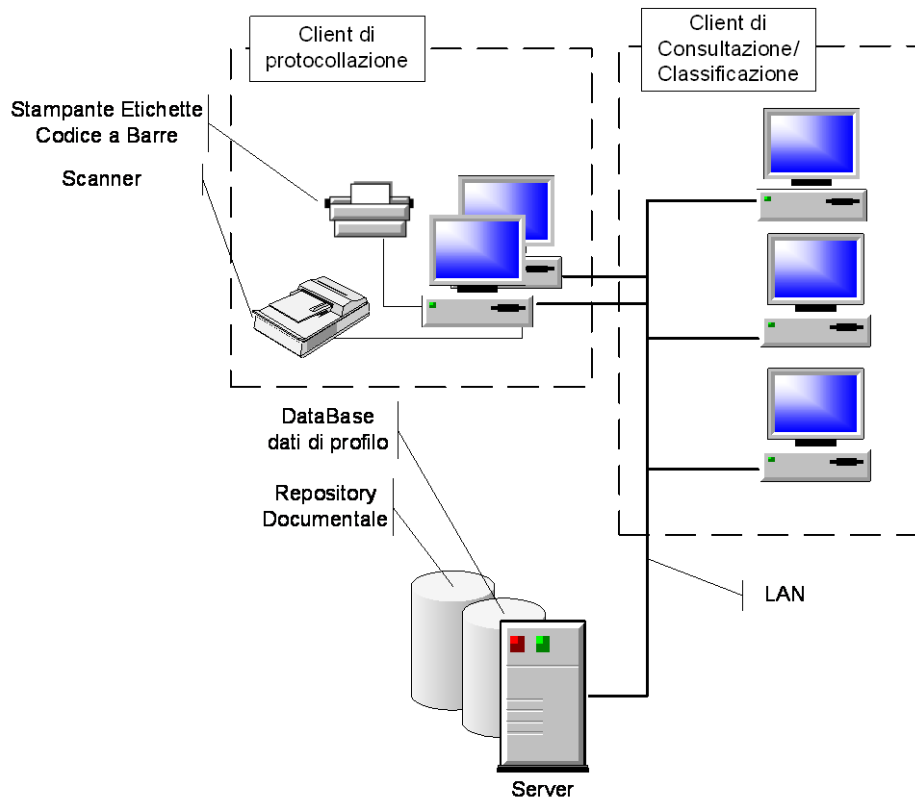 Client di
protocollazione
Client di
Consultazione/
Classificazione
Stampante Etichette
Codice a Barre
Scanner
DataBase
dati di profilo
Repository
Documentale
LAN
Server